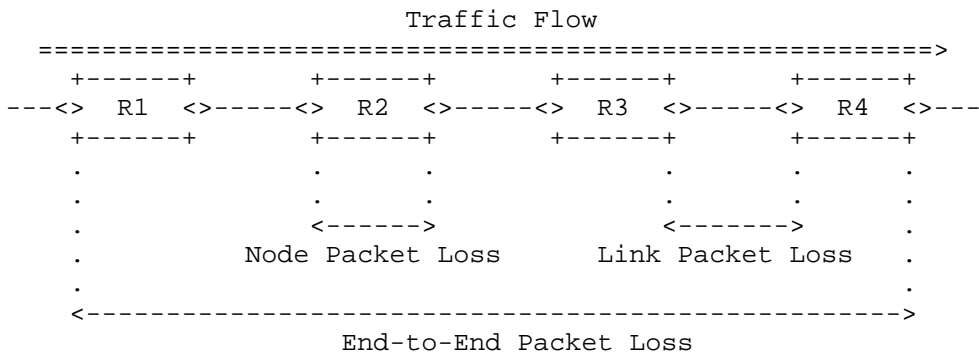 Traffic Flow
========================================================>
+------+ +------+ +------+ +------+
---<> R1 <>-----<> R2 <>-----<> R3 <>-----<> R4 <>---
+------+ +------+ +------+ +------+
. . . . . .
. . . . . .
. <------> <-------> .
. Node Packet Loss Link Packet Loss .
. .
<--------------------------------------------------->
End-to-End Packet Loss